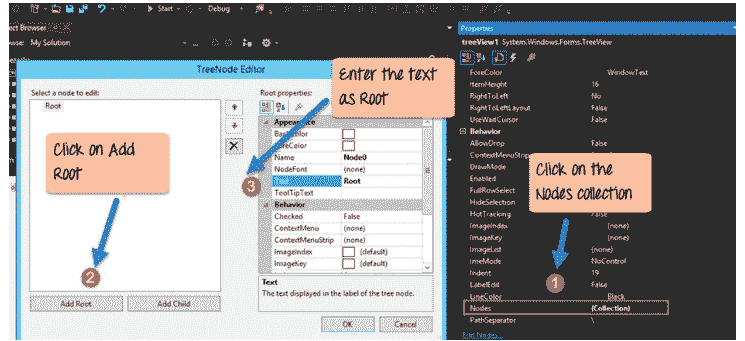 Start
Debug
Browser
My Solution
TreeNode Editor
Select a node to edit:
Root
Add Root
Add Child
Click on Add
Root
2
Enter the text
as Root
3
Root properties:
Appearance
BackColor
ForeColor
Name Node0
NodeFont (none)
Text Root
ToolTipText
Behavior
Checked False
ContextMenu (none)
ContextMenuStrip (none)
ImageIndex (default)
ImageKey (default)
Text
The text displayed in the label of the tree node.
OK
Cancel
Properties
treeView1 System.Windows.Forms.TreeView
ForeColor WindowText
ItemHeight 16
RightToLeft No
RightToLeftLayout False
UseWaitCursor False
Behavior
AllowDrop False
ContextMenuStrip
DrawMode
Enabled
FullRowSelect
HideSelection
HotTracking False
ImageIndex (none)
ImageKey (none)
ImageList (none)
ImeMode NoControl
Indent 19
LabelEdit False
LineColor Black
Nodes (Collection)
PathSeparator \
Edit Nodes...
Click on the
Nodes collection
1